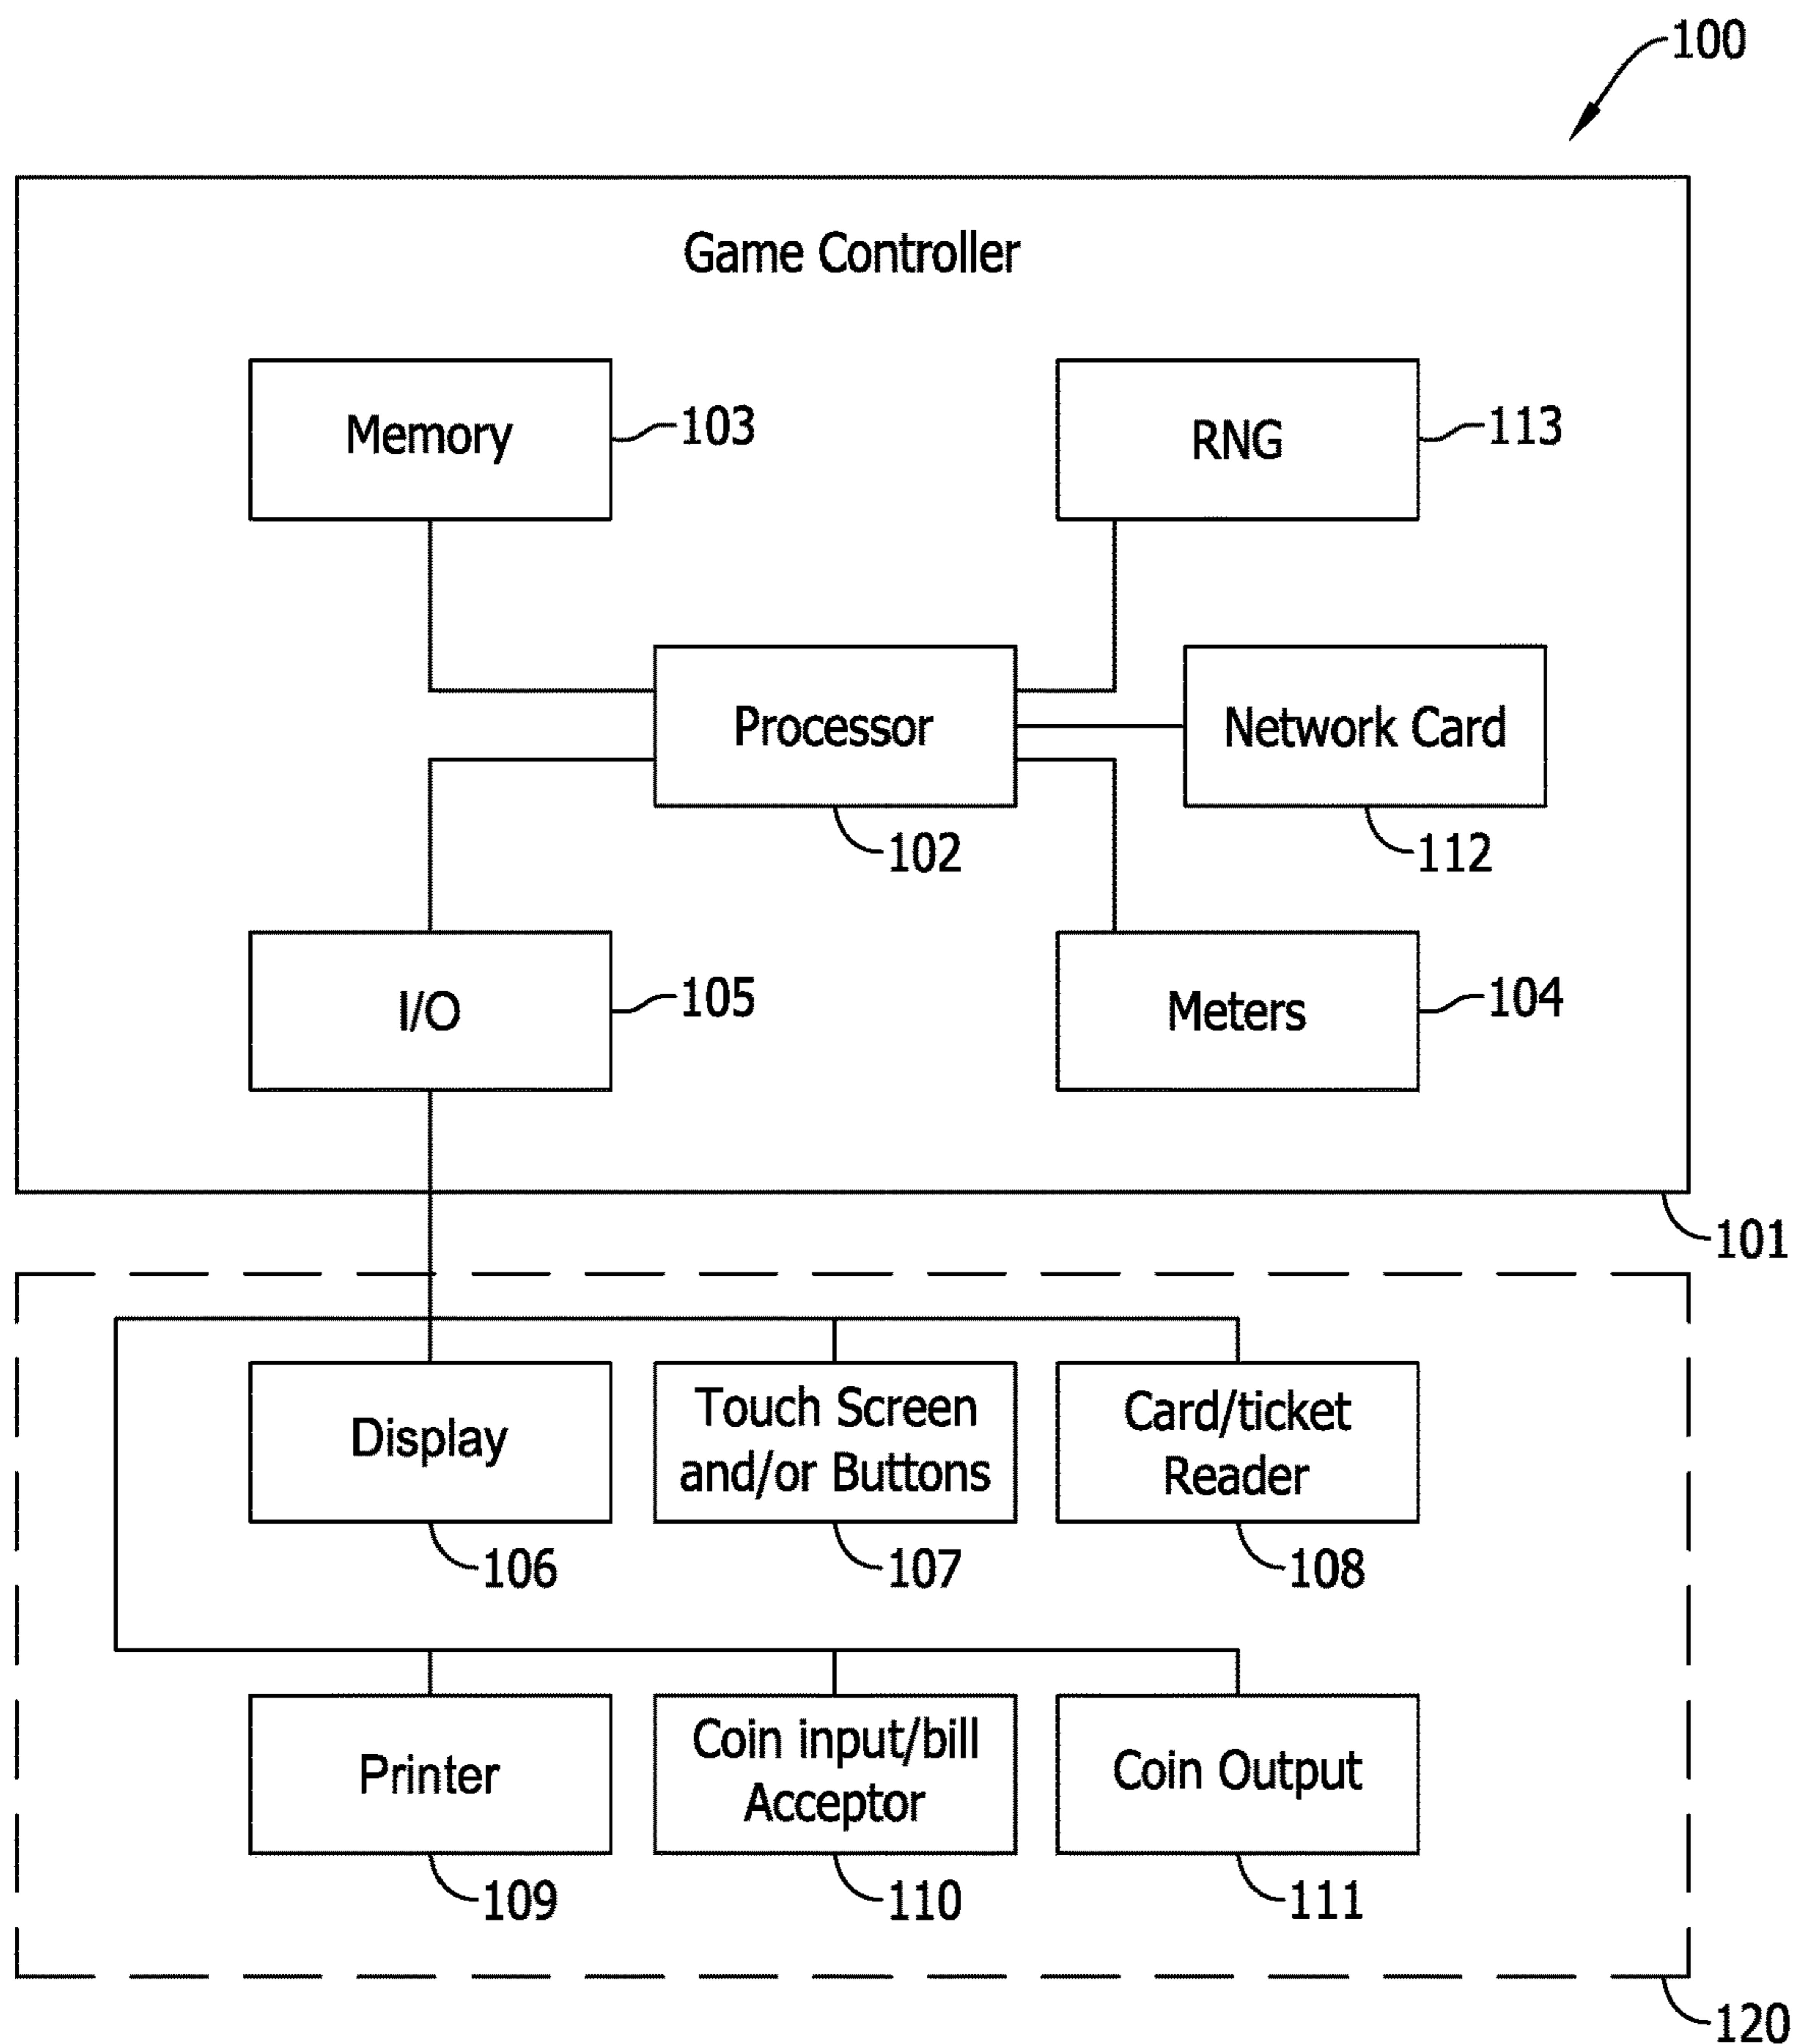 100
Game Controller
Memory
103
RNG
113
Processor
102
Network Card
112
I/O
105
Meters
104
101
Display
106
Touch Screen
and/or Buttons
107
Card/ticket
Reader
108
Printer
109
Coin input/bill
Acceptor
110
Coin Output
111
120